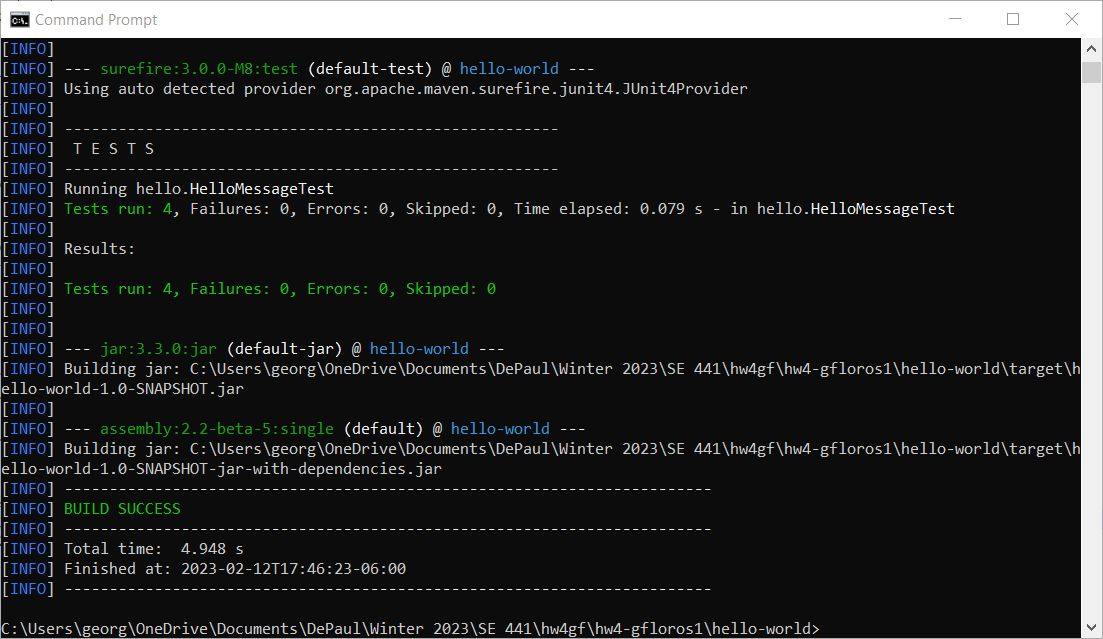 Command Prompt
[INFO]
[INFO] --- surefire:3.0.0-M8:test (default-test) @ hello-world ---
[INFO] Using auto detected provider org.apache.maven.surefire.junit4.JUnit4Provider
[INFO]
[INFO] -------------------------------------------------------
[INFO]  T E S T S
[INFO] -------------------------------------------------------
[INFO] Running hello.HelloMessageTest
[INFO] Tests run: 4, Failures: 0, Errors: 0, Skipped: 0, Time elapsed: 0.079 s - in hello.HelloMessageTest
[INFO]
[INFO] Results:
[INFO]
[INFO] Tests run: 4, Failures: 0, Errors: 0, Skipped: 0
[INFO]
[INFO]
[INFO] --- jar:3.3.0:jar (default-jar) @ hello-world ---
[INFO] Building jar: C:\Users\georg\OneDrive\Documents\DePaul\Winter 2023\SE 441\hw4gf\hw4-gfloros1\hello-world\target\h
ello-world-1.0-SNAPSHOT.jar
[INFO]
[INFO] --- assembly:2.2-beta-5:single (default) @ hello-world ---
[INFO] Building jar: C:\Users\georg\OneDrive\Documents\DePaul\Winter 2023\SE 441\hw4gf\hw4-gfloros1\hello-world\target\h
ello-world-1.0-SNAPSHOT-jar-with-dependencies.jar
[INFO] ------------------------------------------------------------------------
[INFO] BUILD SUCCESS
[INFO] ------------------------------------------------------------------------
[INFO] Total time:  4.948 s
[INFO] Finished at: 2023-02-12T17:46:23-06:00
[INFO] ------------------------------------------------------------------------
C:\Users\georg\OneDrive\Documents\DePaul\Winter 2023\SE 441\hw4gf\hw4-gfloros1\hello-world>